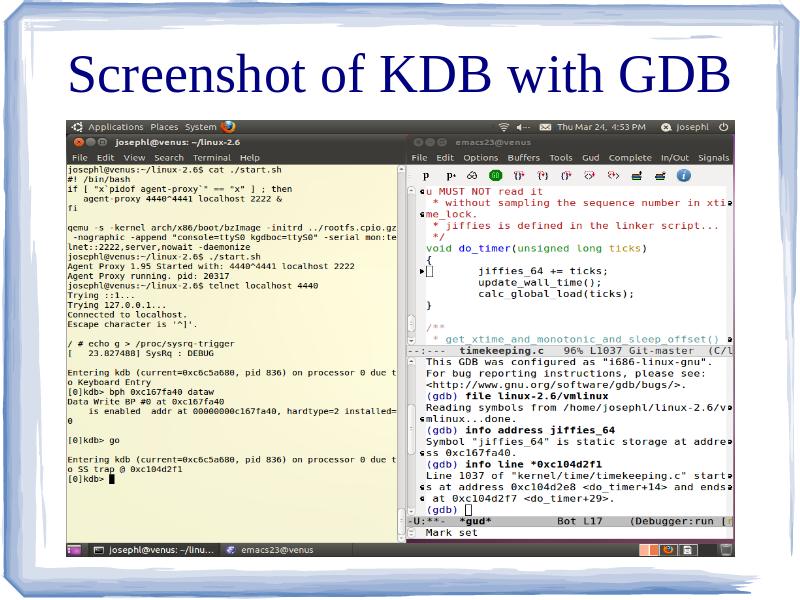 Screenshot of KDB with GDB
Applications Places System
Thu Mar 24, 4:53 PM josephl
josephl@venus: ~/linux-2.6
File Edit View Search Terminal Help
josephl@venus:~/linux-2.6$ cat ./start.sh
#! /bin/bash
if [ "x`pidof agent-proxy`" == "x" ] ; then
agent-proxy 4440^4441 localhost 2222 &
fi
qemu -s -kernel arch/x86/boot/bzImage -initrd ../rootfs.cpio.gz
-nographic -append "console=ttyS0 kgdboc=ttyS0" -serial mon:te
lnet::2222,server,nowait -daemonize
josephl@venus:~/linux-2.6$ ./start.sh
Agent Proxy 1.95 Started with: 4440^4441 localhost 2222
Agent Proxy running. pid: 20317
josephl@venus:~/linux-2.6$ telnet localhost 4440
Trying ::1...
Trying 127.0.0.1...
Connected to localhost.
Escape character is '^]'.
/ # echo g > /proc/sysrq-trigger
[ 23.827488] SysRq : DEBUG
Entering kdb (current=0xc6c5a680, pid 836) on processor 0 due t
o Keyboard Entry
[0]kdb> bph 0xc167fa40 dataw
Data Write BP #0 at 0xc167fa40
is enabled addr at 00000000c167fa40, hardtype=2 installed=
0
[0]kdb> go
Entering kdb (current=0xc6c5a680, pid 836) on processor 0 due t
o SS trap @ 0xc104d2f1
[0]kdb>
emacs23@venus
File Edit Options Buffers Tools Gud Complete In/Out Signals
p p* GO {} {} {} <> <> i
u MUST NOT read it
* without sampling the sequence number in xti
me_lock.
* jiffies is defined in the linker script...
*/
void do_timer(unsigned long ticks)
{
jiffies_64 += ticks;
update_wall_time();
calc_global_load(ticks);
}
/**
* get_xtime_and_monotonic_and_sleep_offset()
--:--- timekeeping.c 96% L1037 Git-master (C/l
This GDB was configured as "i686-linux-gnu".
For bug reporting instructions, please see:
<http://www.gnu.org/software/gdb/bugs/>.
(gdb) file linux-2.6/vmlinux
Reading symbols from /home/josephl/linux-2.6/v
mlinux...done.
(gdb) info address jiffies_64
Symbol "jiffies_64" is static storage at addre
ss 0xc167fa40.
(gdb) info line *0xc104d2f1
Line 1037 of "kernel/time/timekeeping.c" start
s at address 0xc104d2e8 <do_timer+14> and ends
at 0xc104d2f7 <do_timer+29>.
(gdb)
-U:**- *gud* Bot L17 (Debugger:run [
Mark set
josephl@venus: ~/linu...
emacs23@venus